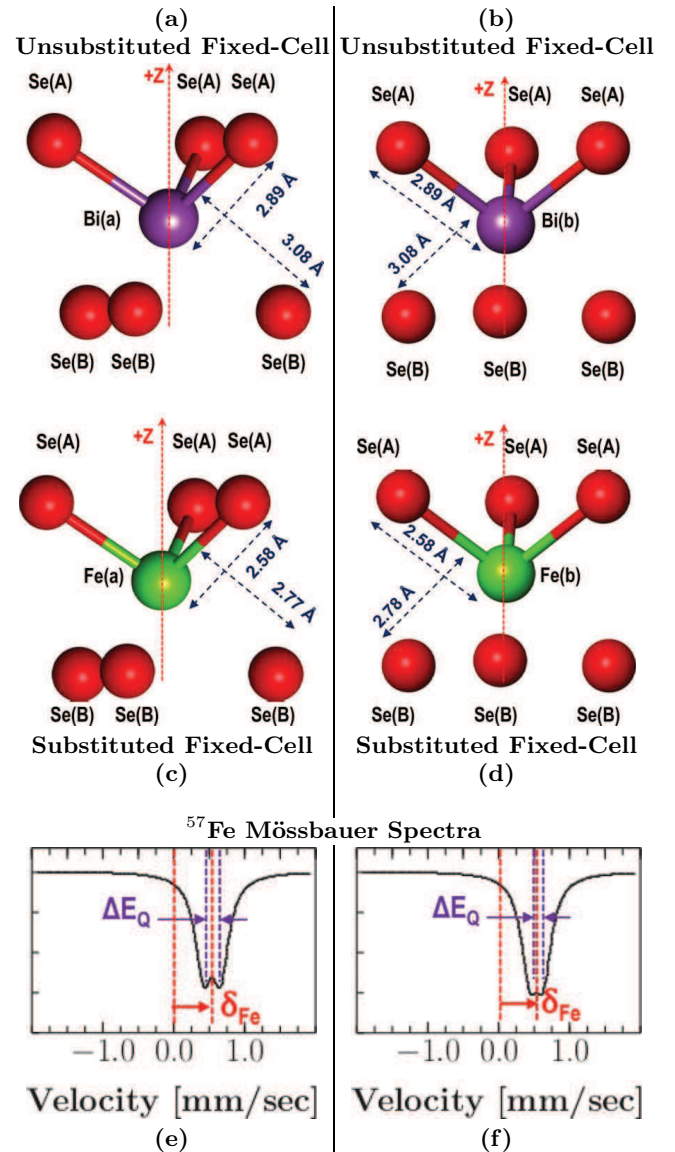 (a)
Unsubstituted Fixed-Cell
+Z
Se(A) Se(A) Se(A)
Bi(a)
2.89 Å
3.08 Å
Se(B) Se(B) Se(B)
(b)
Unsubstituted Fixed-Cell
+Z
Se(A) Se(A) Se(A)
2.89 Å
Bi(b)
3.08 Å
Se(B) Se(B) Se(B)
+Z
Se(A) Se(A) Se(A)
Fe(a)
2.58 Å
2.77 Å
Se(B) Se(B) Se(B)
Substituted Fixed-Cell
(c)
+Z
Se(A) Se(A) Se(A)
2.58 Å
Fe(b)
2.78 Å
Se(B) Se(B) Se(B)
Substituted Fixed-Cell
(d)
⁵⁷Fe Mössbauer Spectra
ΔE_Q
δ_Fe
−1.0 0.0 1.0
Velocity [mm/sec]
(e)
ΔE_Q
δ_Fe
−1.0 0.0 1.0
Velocity [mm/sec]
(f)